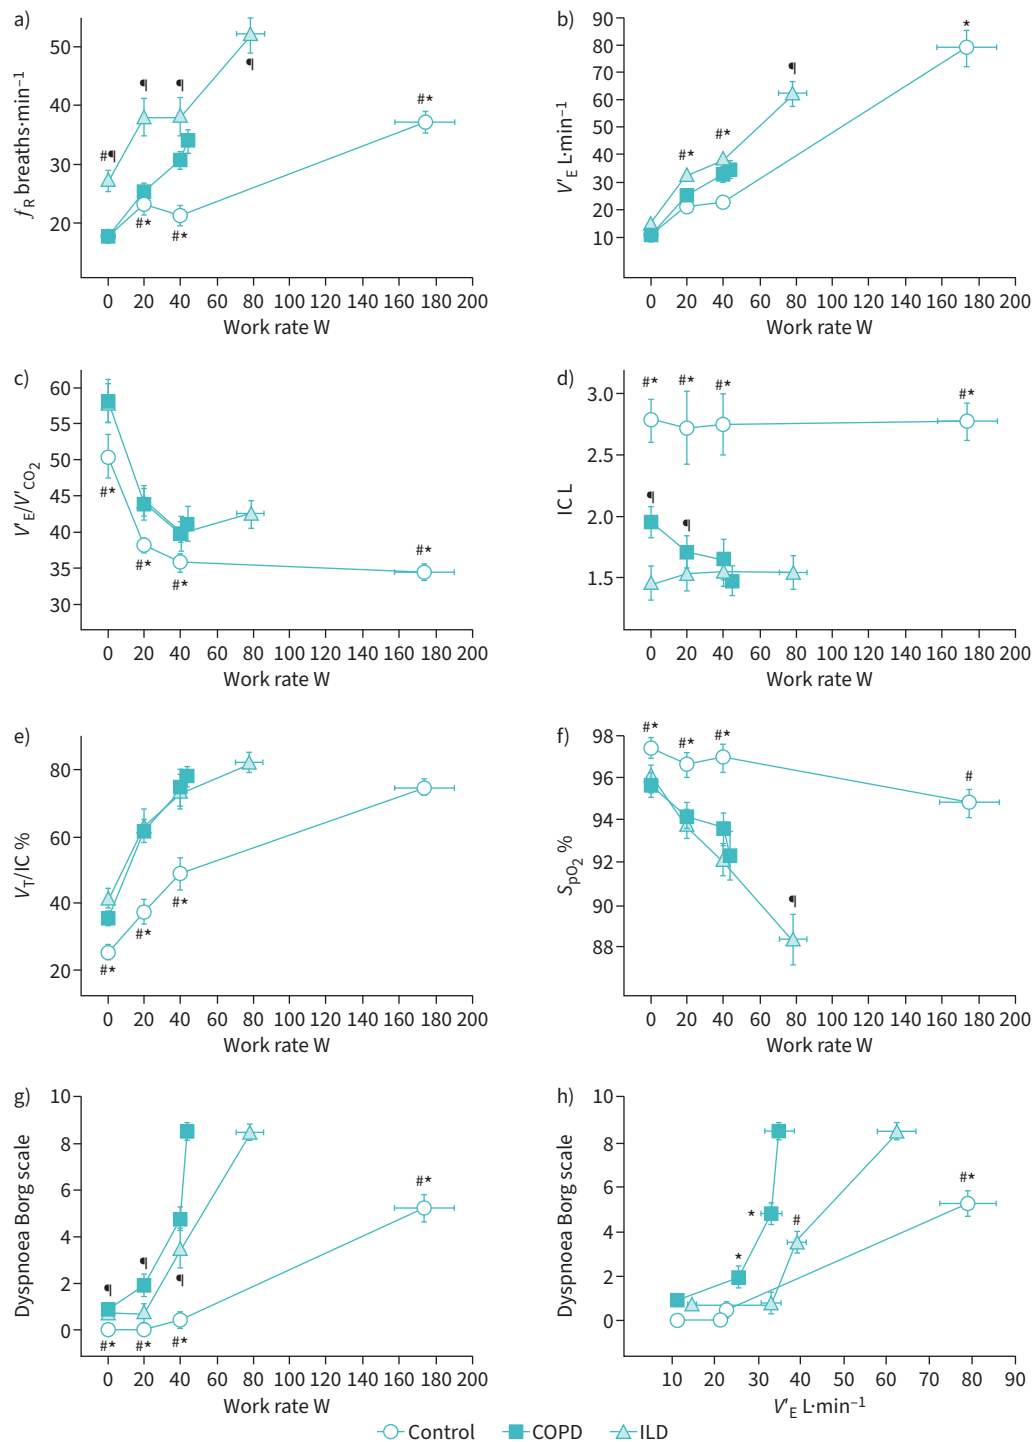 a)
50
40
30
20
fR breaths·min−1
#¶
¶
¶
¶
#*
#*
#*
0 20 40 60 80 100 120 140 160 180 200
Work rate W
b)
90
80
70
60
50
40
30
20
10
V'E L·min−1
#*
#*
¶
*
0 20 40 60 80 100 120 140 160 180 200
Work rate W
c)
60
55
50
45
40
35
30
V'E/V'CO2
#*
#*
#*
#*
0 20 40 60 80 100 120 140 160 180 200
Work rate W
d)
3.0
2.5
2.0
1.5
IC L
#*
#*
#*
#*
¶
¶
0 20 40 60 80 100 120 140 160 180 200
Work rate W
e)
80
60
40
20
VT/IC %
#*
#*
#*
0 20 40 60 80 100 120 140 160 180 200
Work rate W
f)
98
96
94
92
90
88
SpO2 %
#*
#*
#*
#
¶
0 20 40 60 80 100 120 140 160 180 200
Work rate W
g)
10
8
6
4
2
0
Dyspnoea Borg scale
¶
¶
¶
#*
#*
#*
#*
0 20 40 60 80 100 120 140 160 180 200
Work rate W
h)
10
8
6
4
2
0
Dyspnoea Borg scale
*
*
#
#*
10 20 30 40 50 60 70 80 90
V'E L·min−1
Control COPD ILD